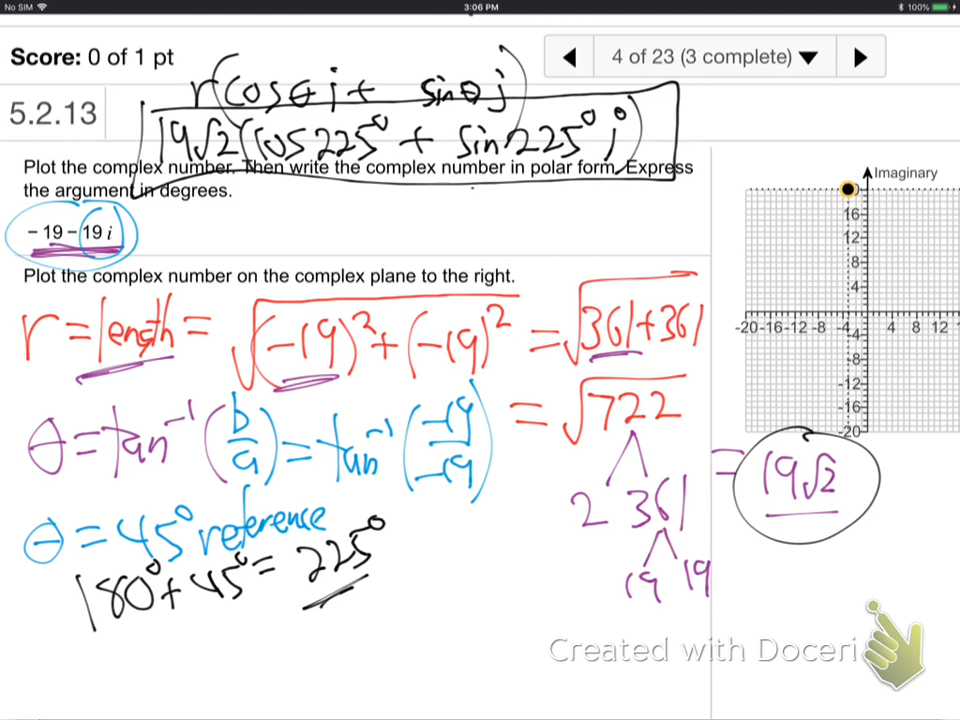 No SIM 3:06 PM 100%
Score: 0 of 1 pt
4 of 23 (3 complete)
r(cosθ i + sinθ j)
5.2.13
19√2(cos 225° + sin 225° i)
Plot the complex number. Then write the complex number in polar form. Express
the argument in degrees.
− 19 − 19 i
Plot the complex number on the complex plane to the right.
r = length = √(−19)² + (−19)² = √361+361
= √722
2 361
19 19
= 19√2
θ = tan⁻¹(b/a) = tan⁻¹(−19/−19)
θ = 45° reference
180° + 45° = 225°
Imaginary
16
12
8
4
-20 -16 -12 -8 -4 4 8 12
-4
-8
-12
-16
-20
Created with Doceri